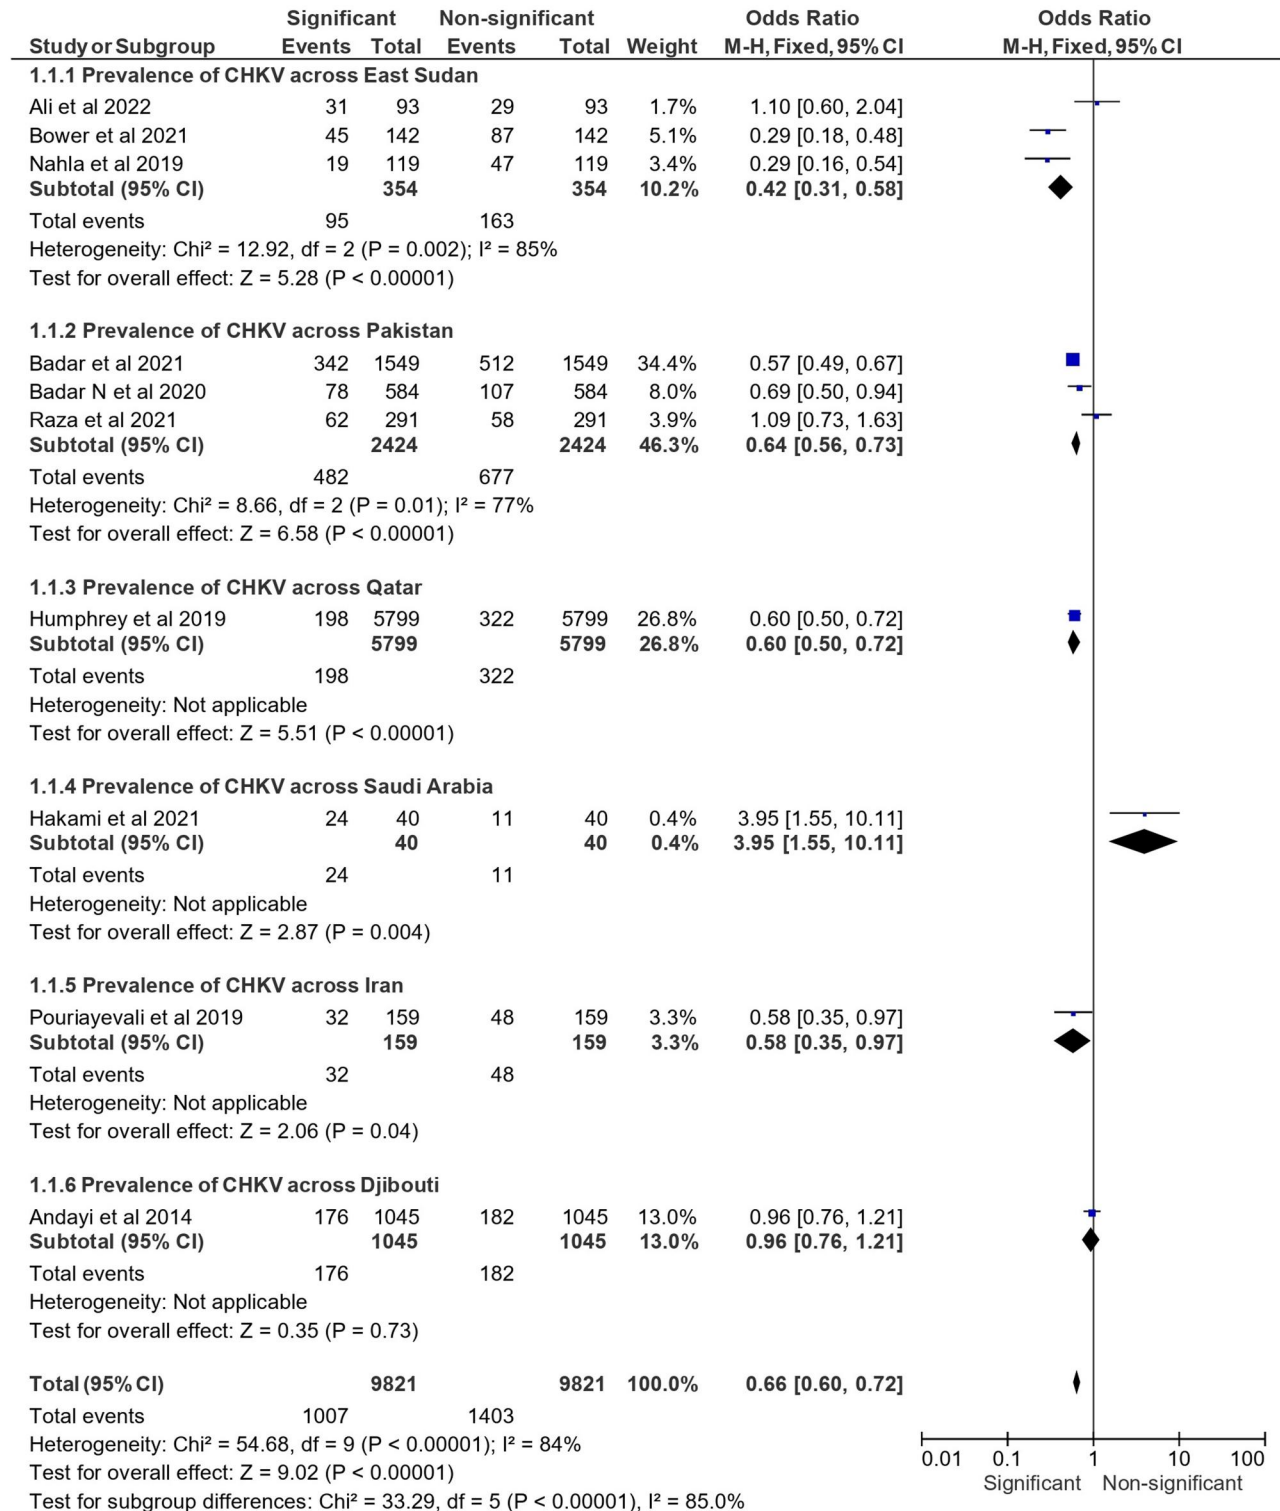 Significant Non-significant Odds Ratio Odds Ratio
Study or Subgroup Events Total Events Total Weight M-H, Fixed, 95% CI M-H, Fixed, 95% CI
1.1.1 Prevalence of CHKV across East Sudan
Ali et al 2022 31 93 29 93 1.7% 1.10 [0.60, 2.04]
Bower et al 2021 45 142 87 142 5.1% 0.29 [0.18, 0.48]
Nahla et al 2019 19 119 47 119 3.4% 0.29 [0.16, 0.54]
Subtotal (95% CI) 354 354 10.2% 0.42 [0.31, 0.58]
Total events 95 163
Heterogeneity: Chi² = 12.92, df = 2 (P = 0.002); I² = 85%
Test for overall effect: Z = 5.28 (P < 0.00001)
1.1.2 Prevalence of CHKV across Pakistan
Badar et al 2021 342 1549 512 1549 34.4% 0.57 [0.49, 0.67]
Badar N et al 2020 78 584 107 584 8.0% 0.69 [0.50, 0.94]
Raza et al 2021 62 291 58 291 3.9% 1.09 [0.73, 1.63]
Subtotal (95% CI) 2424 2424 46.3% 0.64 [0.56, 0.73]
Total events 482 677
Heterogeneity: Chi² = 8.66, df = 2 (P = 0.01); I² = 77%
Test for overall effect: Z = 6.58 (P < 0.00001)
1.1.3 Prevalence of CHKV across Qatar
Humphrey et al 2019 198 5799 322 5799 26.8% 0.60 [0.50, 0.72]
Subtotal (95% CI) 5799 5799 26.8% 0.60 [0.50, 0.72]
Total events 198 322
Heterogeneity: Not applicable
Test for overall effect: Z = 5.51 (P < 0.00001)
1.1.4 Prevalence of CHKV across Saudi Arabia
Hakami et al 2021 24 40 11 40 0.4% 3.95 [1.55, 10.11]
Subtotal (95% CI) 40 40 0.4% 3.95 [1.55, 10.11]
Total events 24 11
Heterogeneity: Not applicable
Test for overall effect: Z = 2.87 (P = 0.004)
1.1.5 Prevalence of CHKV across Iran
Pouriayevali et al 2019 32 159 48 159 3.3% 0.58 [0.35, 0.97]
Subtotal (95% CI) 159 159 3.3% 0.58 [0.35, 0.97]
Total events 32 48
Heterogeneity: Not applicable
Test for overall effect: Z = 2.06 (P = 0.04)
1.1.6 Prevalence of CHKV across Djibouti
Andayi et al 2014 176 1045 182 1045 13.0% 0.96 [0.76, 1.21]
Subtotal (95% CI) 1045 1045 13.0% 0.96 [0.76, 1.21]
Total events 176 182
Heterogeneity: Not applicable
Test for overall effect: Z = 0.35 (P = 0.73)
Total (95% CI) 9821 9821 100.0% 0.66 [0.60, 0.72]
Total events 1007 1403
Heterogeneity: Chi² = 54.68, df = 9 (P < 0.00001); I² = 84%
Test for overall effect: Z = 9.02 (P < 0.00001)
Test for subgroup differences: Chi² = 33.29, df = 5 (P < 0.00001), I² = 85.0%
0.01 0.1 1 10 100
Significant Non-significant